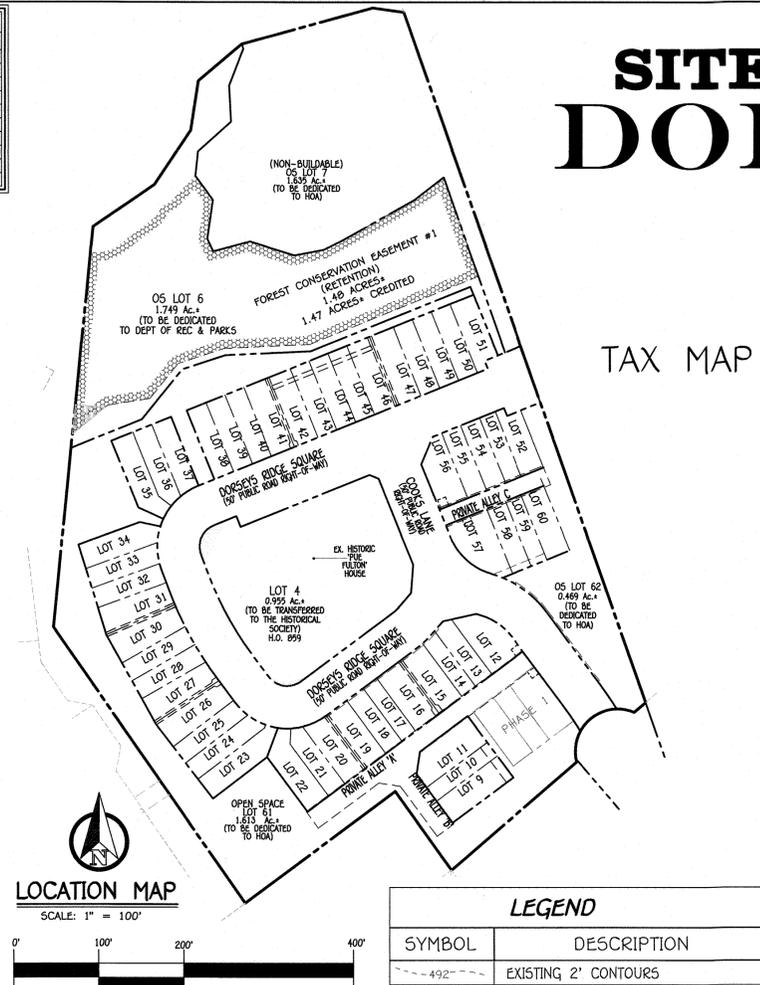 SITE
DO
TAX MAP
(NON-BUILDABLE)
OS LOT 7
1.635 Ac.±
(TO BE DEDICATED
TO HOA)
FOREST CONSERVATION EASEMENT #1
(RETENTION)
1.48 ACRES±
1.47 ACRES± CREDITED
OS LOT 6
1.749 Ac.±
(TO BE DEDICATED
TO DEPT OF REC & PARKS
LOT 35
LOT 36
LOT 37
LOT 38
LOT 39
LOT 40
LOT 41
LOT 42
LOT 43
LOT 44
LOT 45
LOT 46
LOT 47
LOT 48
LOT 49
LOT 50
LOT 51
DORSEYS RIDGE SQUARE
(50' PUBLIC ROAD RIGHT-OF-WAY)
COOKS LANE
(50' PUBLIC ROAD
RIGHT-OF-WAY)
LOT 56
LOT 55
LOT 54
LOT 53
LOT 52
PRIVATE ALLEY C
LOT 57
LOT 58
LOT 59
LOT 60
OS LOT 62
0.469 Ac.±
(TO BE
DEDICATED
TO HOA)
EX. HISTORIC
'PUE
FULTON'
HOUSE
LOT 4
0.955 Ac.±
(TO BE TRANSFERRED
TO THE HISTORICAL
SOCIETY)
H.O. 859
LOT 34
LOT 33
LOT 32
LOT 31
LOT 30
LOT 29
LOT 28
LOT 27
LOT 26
LOT 25
LOT 24
LOT 23
DORSEYS RIDGE SQUARE
(50' PUBLIC ROAD RIGHT-OF-WAY)
LOT 22
LOT 21
LOT 20
LOT 19
LOT 18
LOT 17
LOT 16
LOT 15
LOT 14
LOT 13
LOT 12
PRIVATE ALLEY 'A'
PRIVATE ALLEY 'B'
LOT 11
LOT 10
LOT 9
PHASE 1
OPEN SPACE
LOT 61
1.613 Ac.±
(TO BE DEDICATED
TO HOA)
N
LOCATION MAP
SCALE: 1" = 100'
0' 100' 200' 400'
LEGEND
SYMBOL DESCRIPTION
492 EXISTING 2' CONTOURS